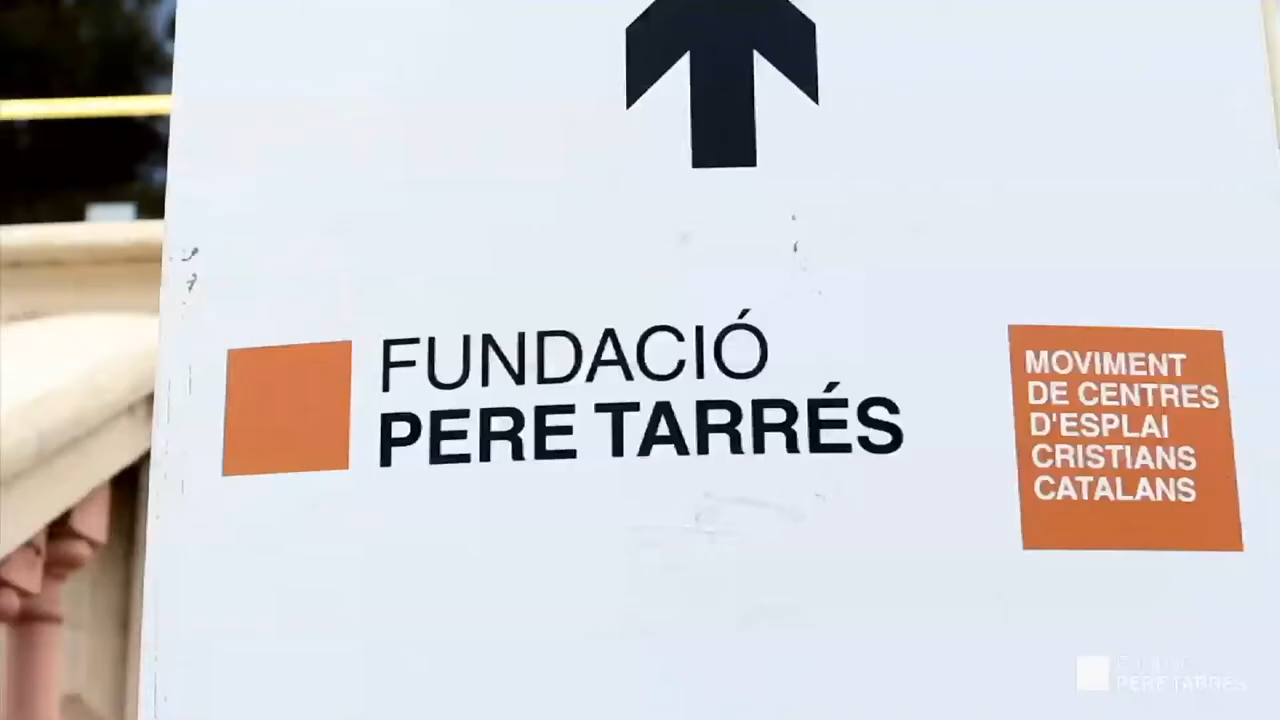 FUNDACIÓ
PERE TARRÉS
MOVIMENT
DE CENTRES
D'ESPLAI
CRISTIANS
CATALANS
PERE TARRÉS